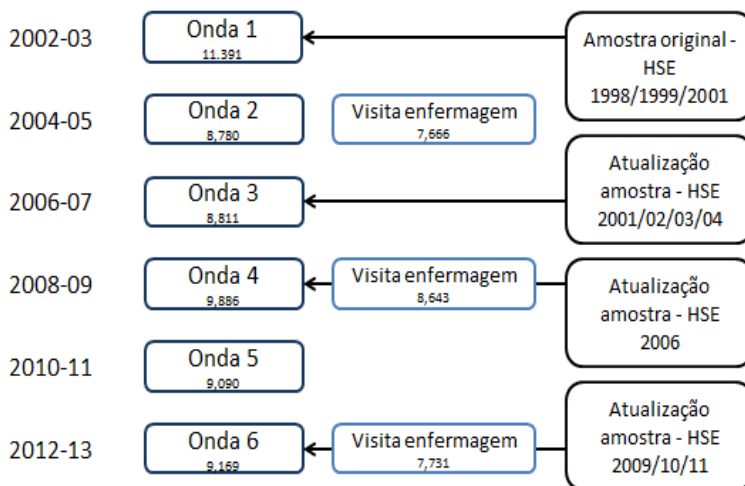 2002-03
Onda 1
11.391
Amostra original -
HSE
1998/1999/2001
2004-05
Onda 2
8,780
Visita enfermagem
7,666
2006-07
Onda 3
8,811
Atualização
amostra - HSE
2001/02/03/04
2008-09
Onda 4
9,886
Visita enfermagem
8,643
Atualização
amostra - HSE
2006
2010-11
Onda 5
9,090
2012-13
Onda 6
9,169
Visita enfermagem
7,731
Atualização
amostra - HSE
2009/10/11